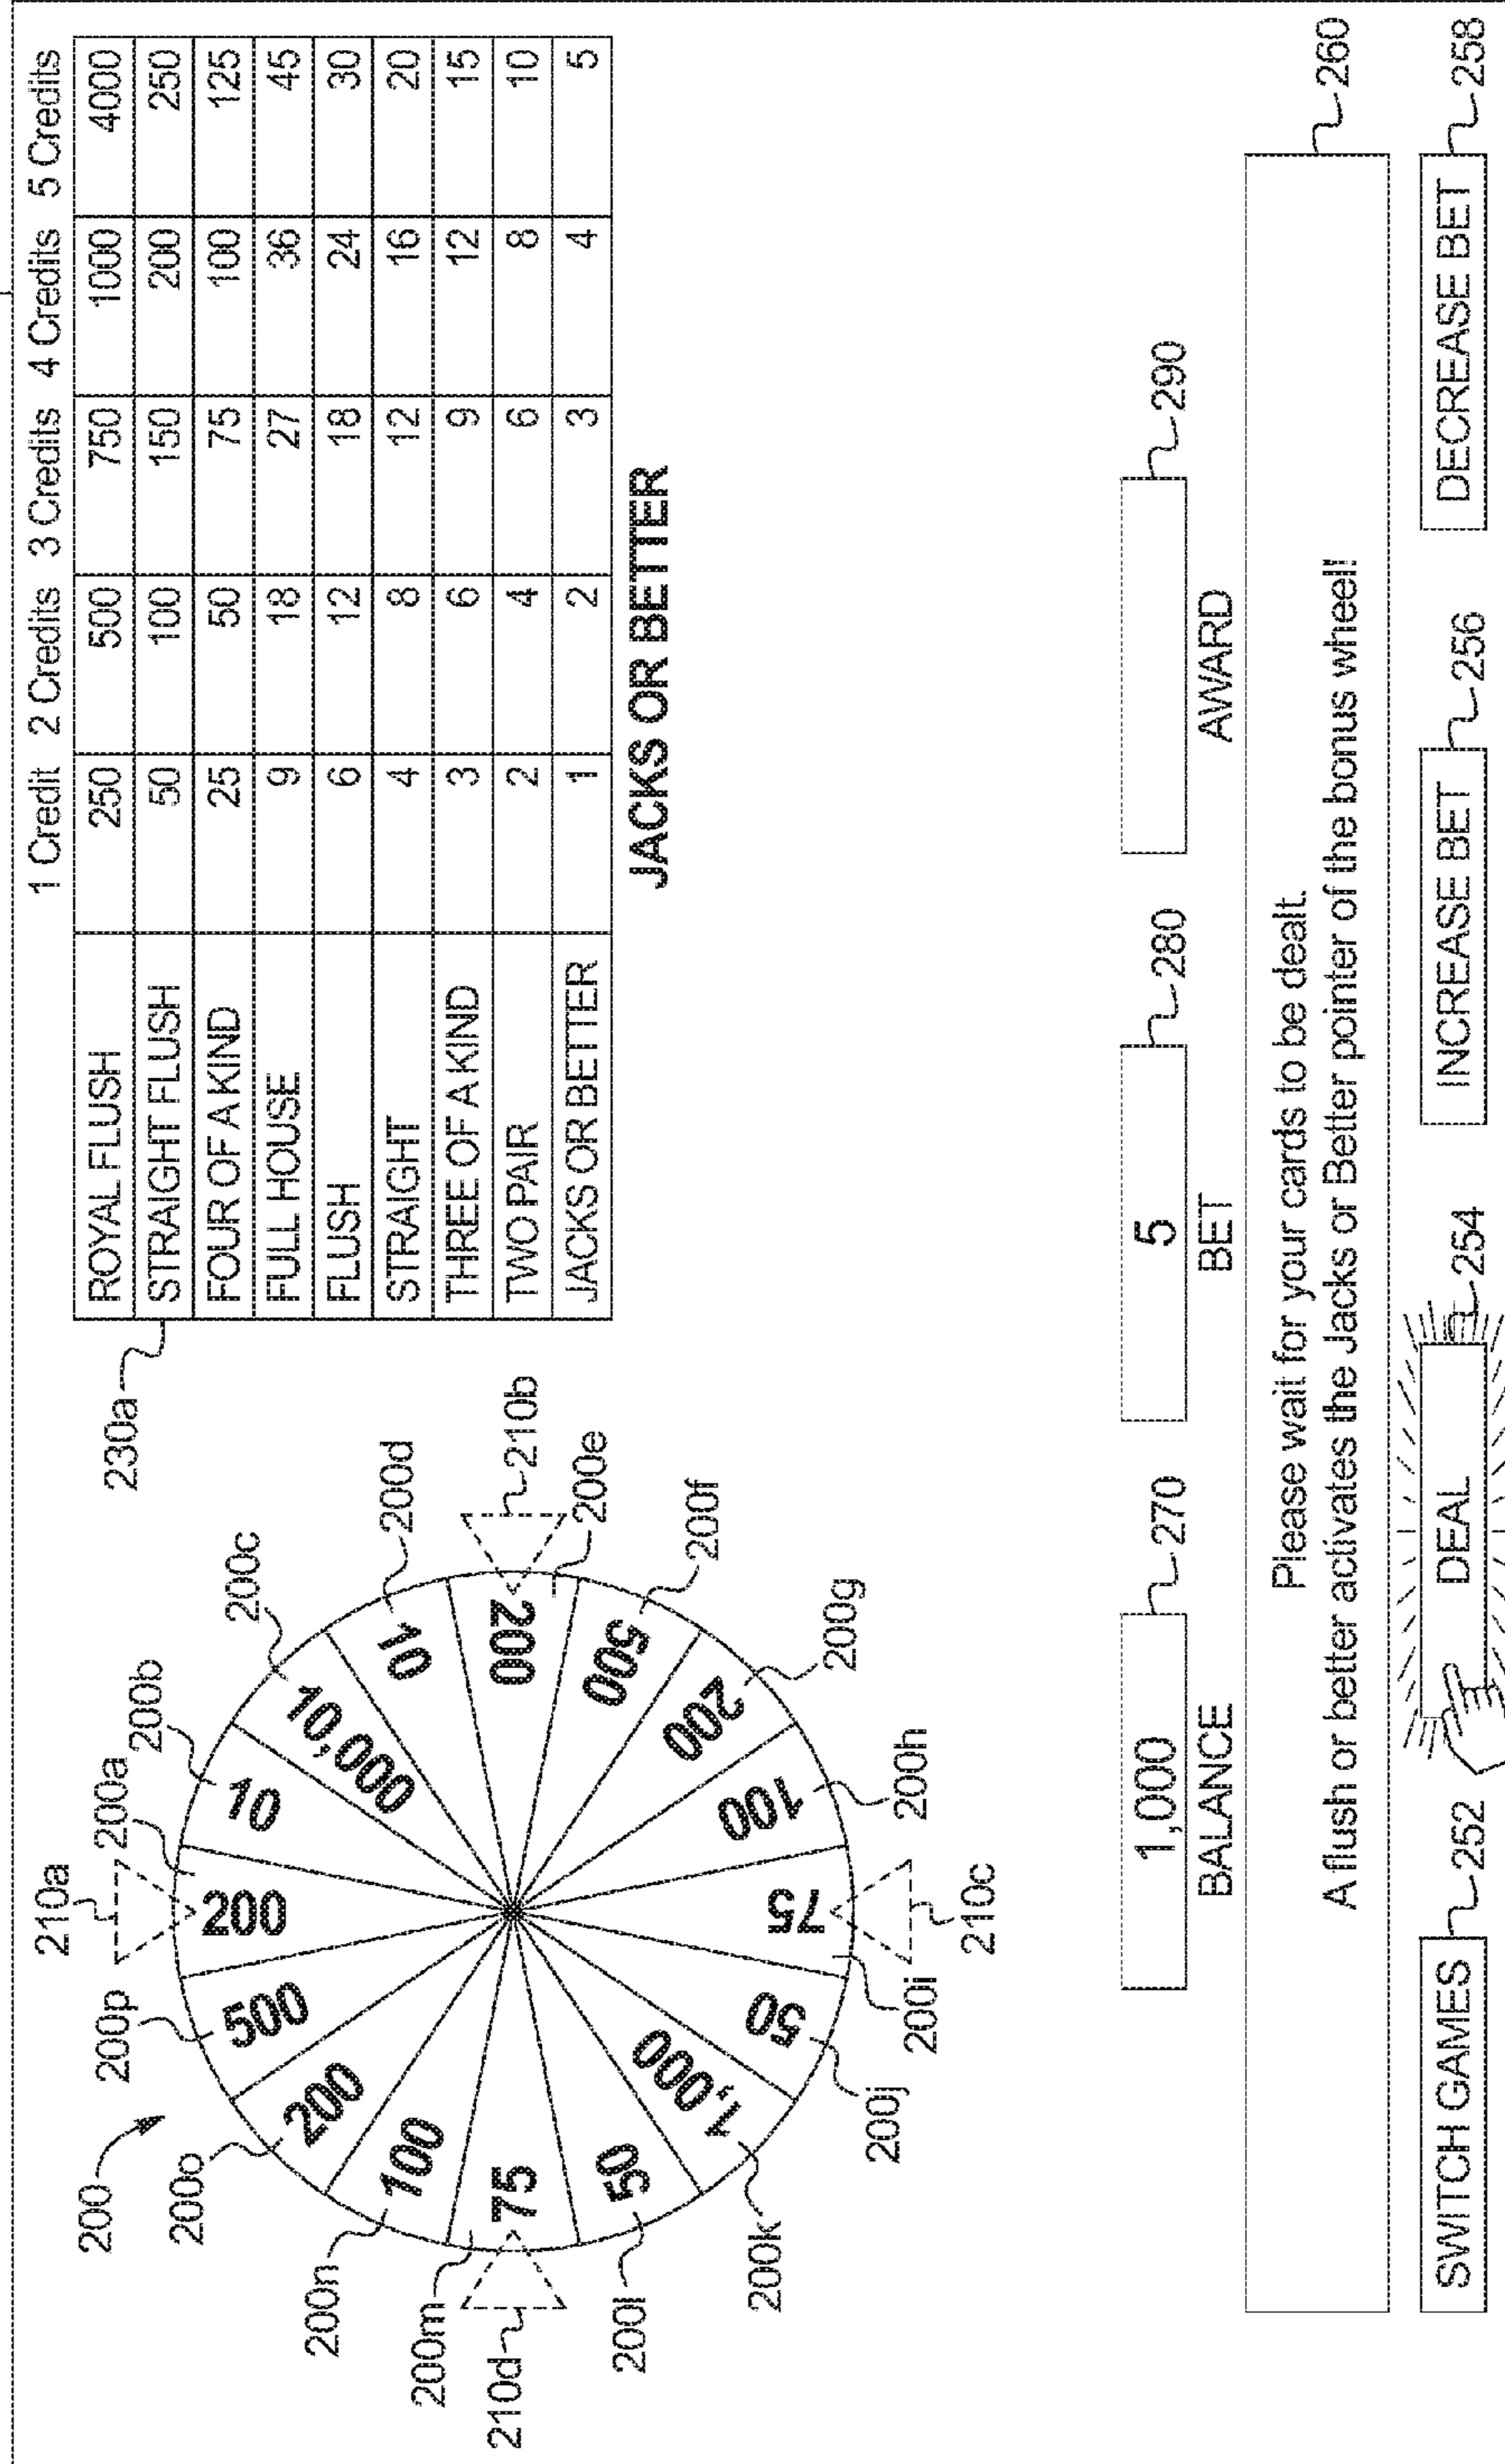 1 Credit 2 Credits 3 Credits 4 Credits 5 Credits
ROYAL FLUSH 250 500 750 1000 4000
STRAIGHT FLUSH 50 100 150 200 250
FOUR OF A KIND 25 50 75 100 125
FULL HOUSE 9 18 27 36 45
FLUSH 6 12 18 24 30
STRAIGHT 4 8 12 16 20
THREE OF A KIND 3 6 9 12 15
TWO PAIR 2 4 6 8 10
JACKS OR BETTER 1 2 3 4 5
JACKS OR BETTER
230a
200
210a
200a
200b
200c
200d
210b
200e
200f
200g
200h
210c
200i
200j
200k
200l
210d
200m
200n
200o
200p
200
10
10,000
10
200
500
200
100
75
50
1,000
50
75
100
200
500
1,000 270
BALANCE
5 280
BET
290
AWARD
Please wait for your cards to be dealt. 260
A flush or better activates the Jacks or Better pointer of the bonus wheel!
SWITCH GAMES 252
DEAL 254
INCREASE BET 256
DECREASE BET 258